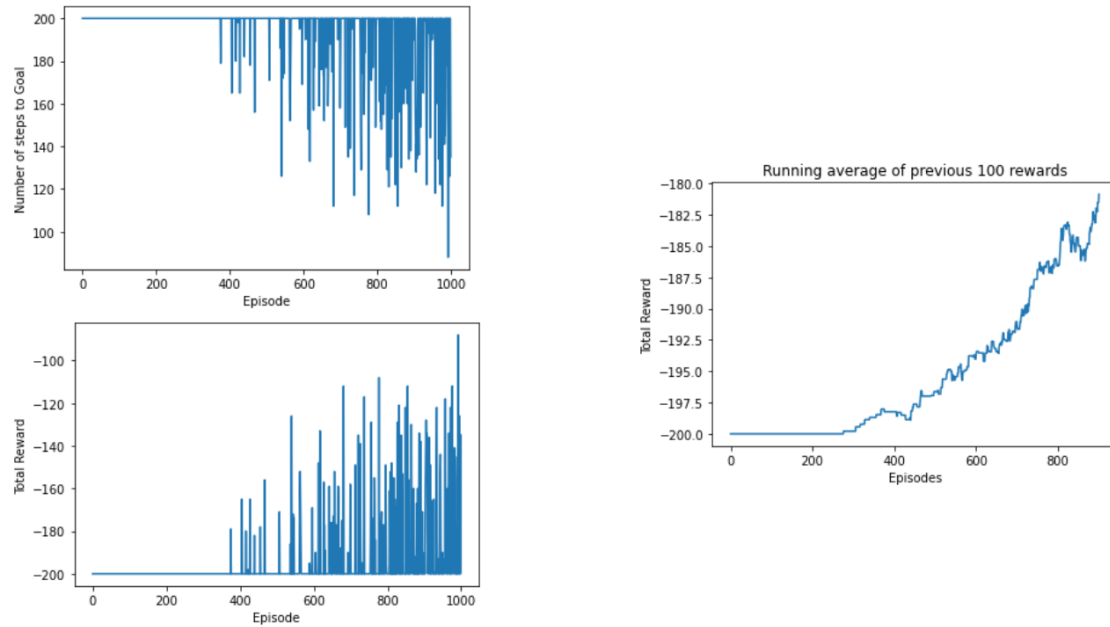 200
180
160
140
120
100
Number of steps to Goal
0 200 400 600 800 1000
Episode
−100
−120
−140
−160
−180
−200
Total Reward
0 200 400 600 800 1000
Episode
Running average of previous 100 rewards
−180.0
−182.5
−185.0
−187.5
−190.0
−192.5
−195.0
−197.5
−200.0
Total Reward
0 200 400 600 800
Episodes